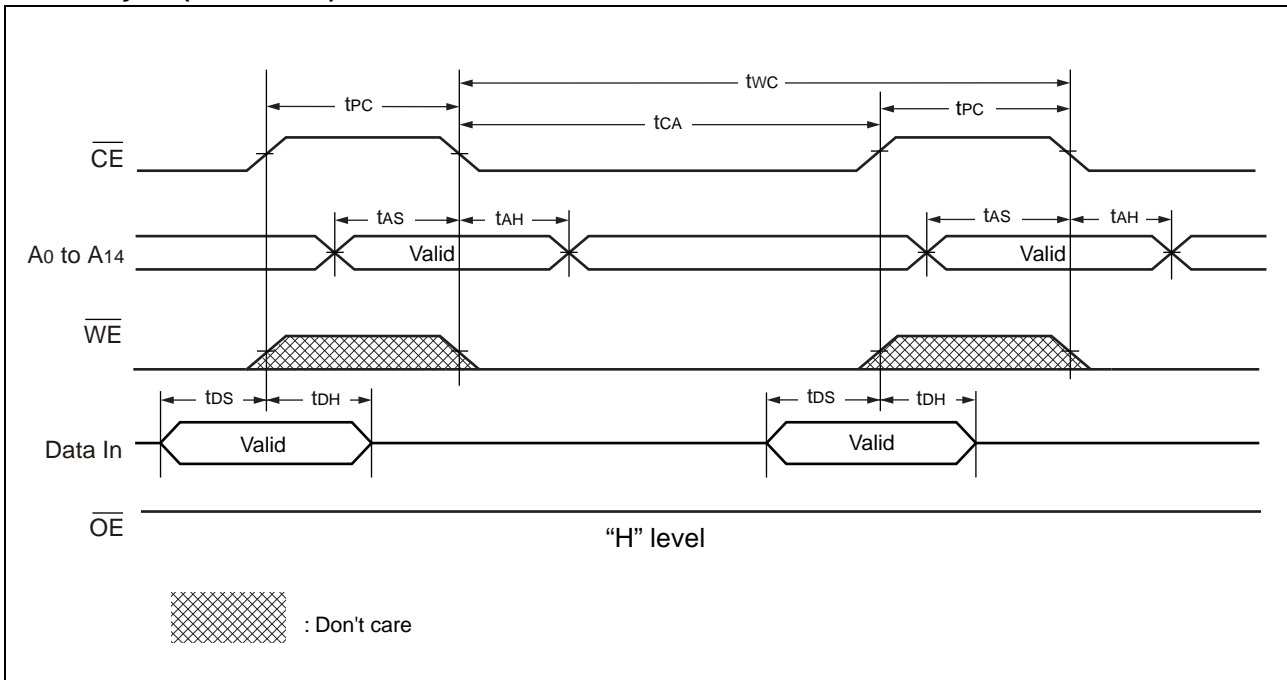 tWC
tPC tCA tPC
CE
tAS tAH tAS tAH
A0 to A14 Valid Valid
WE
tDS tDH tDS tDH
Data In Valid Valid
OE
“H” level
: Don't care